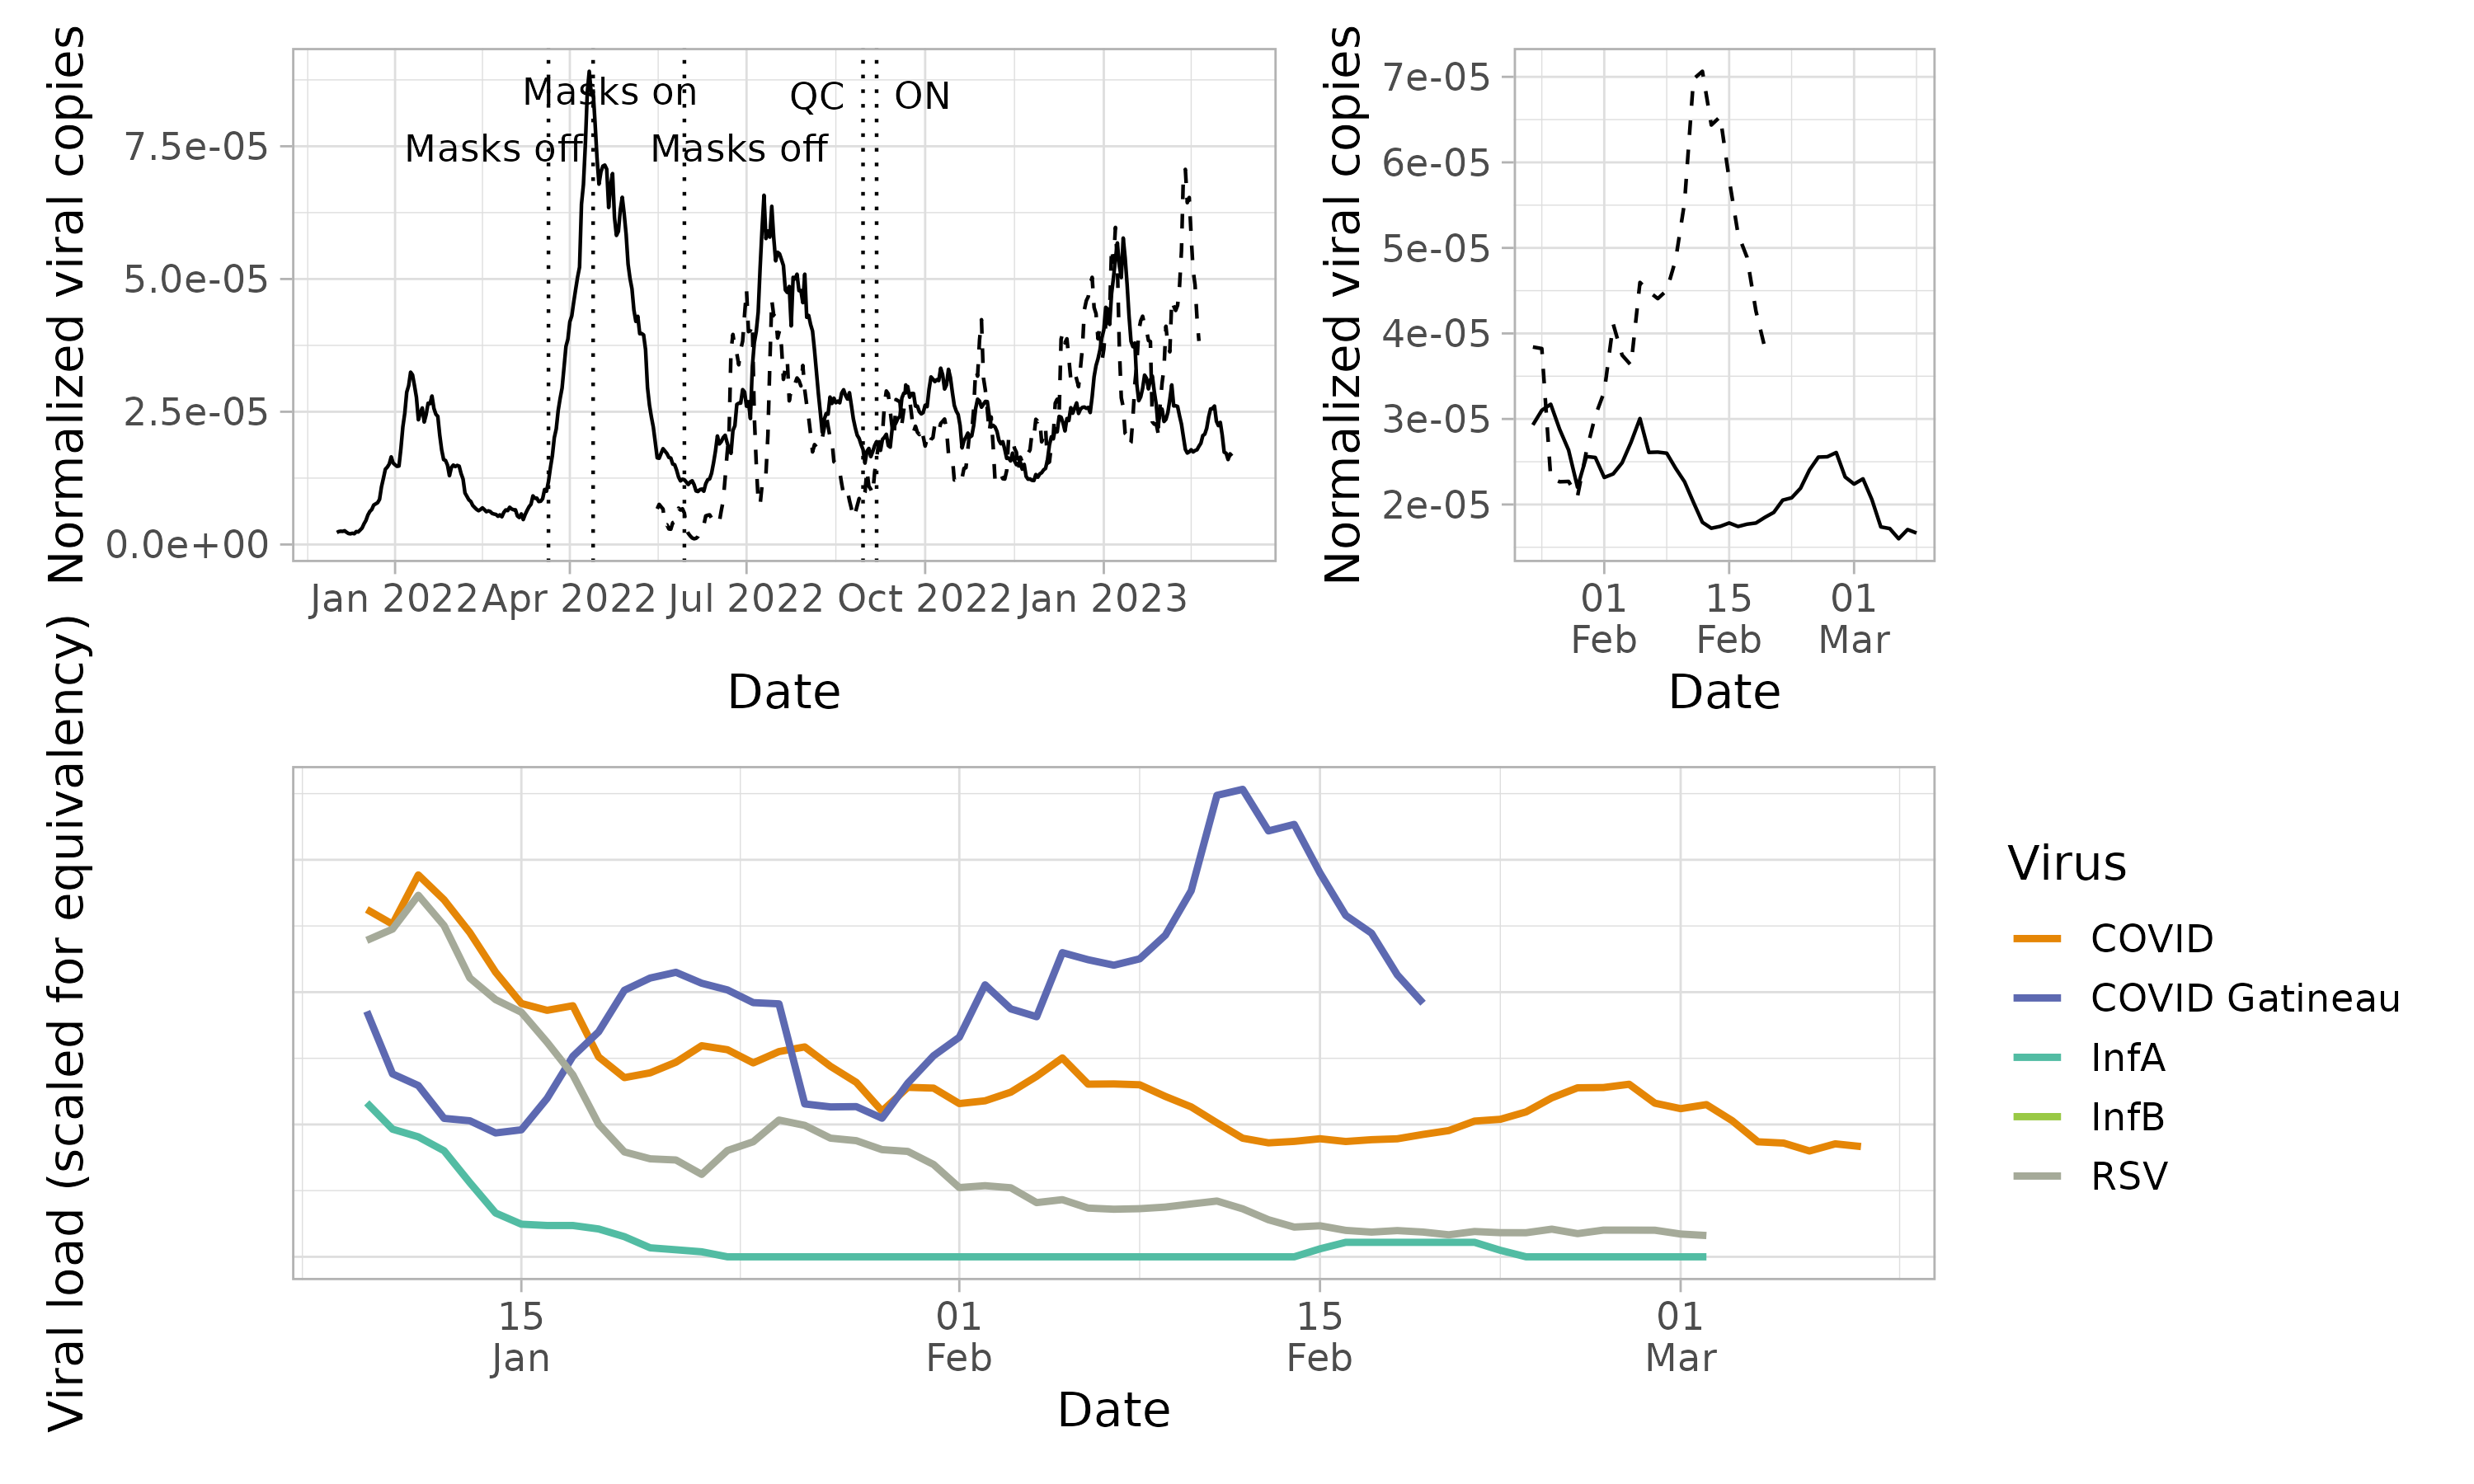 Normalized viral copies
7.5e-05
5.0e-05
2.5e-05
0.0e+00
Masks on
Masks off
Masks off
QC
ON
Jan 2022
Apr 2022
Jul 2022
Oct 2022
Jan 2023
Date
Normalized viral copies
7e-05
6e-05
5e-05
4e-05
3e-05
2e-05
01
Feb
15
Feb
01
Mar
Date
Viral load (scaled for equivalency)
15
Jan
01
Feb
15
Feb
01
Mar
Date
Virus
COVID
COVID Gatineau
InfA
InfB
RSV